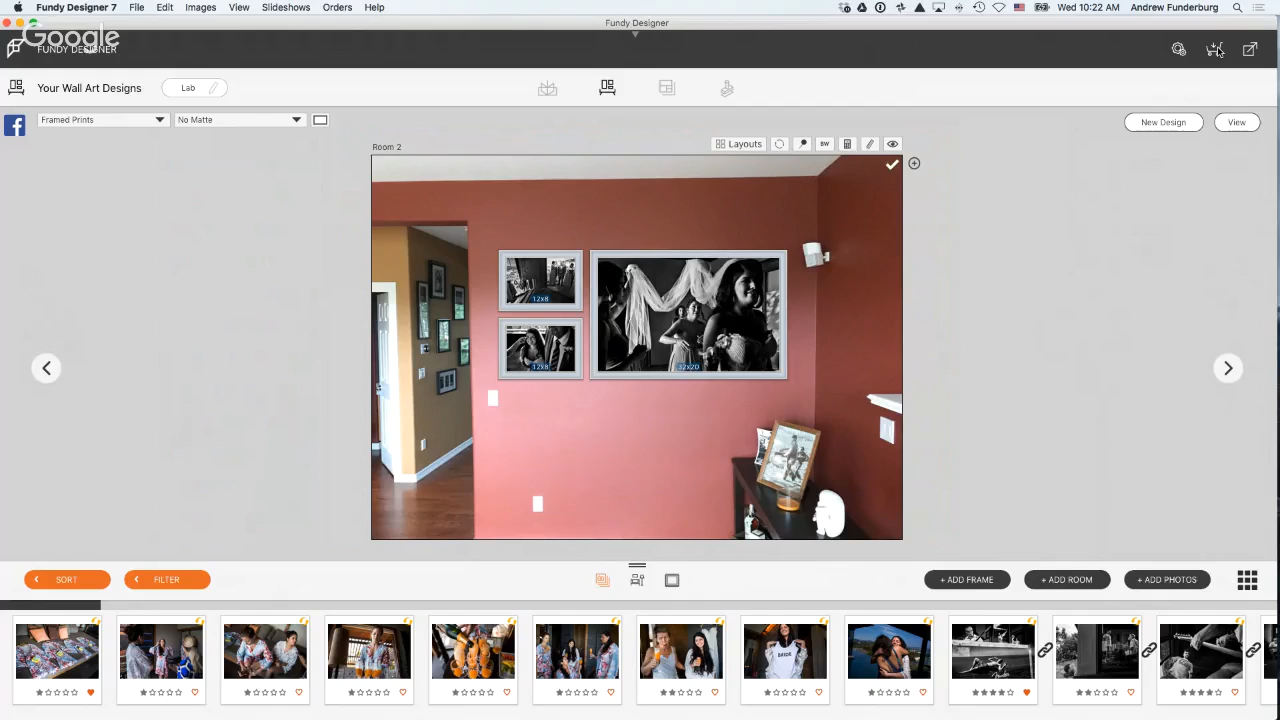 Fundy Designer 7 File Edit Images View Slideshows Orders Help Wed 10:22 AM Andrew Funderburg
Fundy Designer
Google
FUNDY DESIGNER
Your Wall Art Designs Lab
Framed Prints No Matte New Design View
Room 2 Layouts BW
12x8
12x8
32x20
SORT FILTER + ADD FRAME + ADD ROOM + ADD PHOTOS
BRIDE